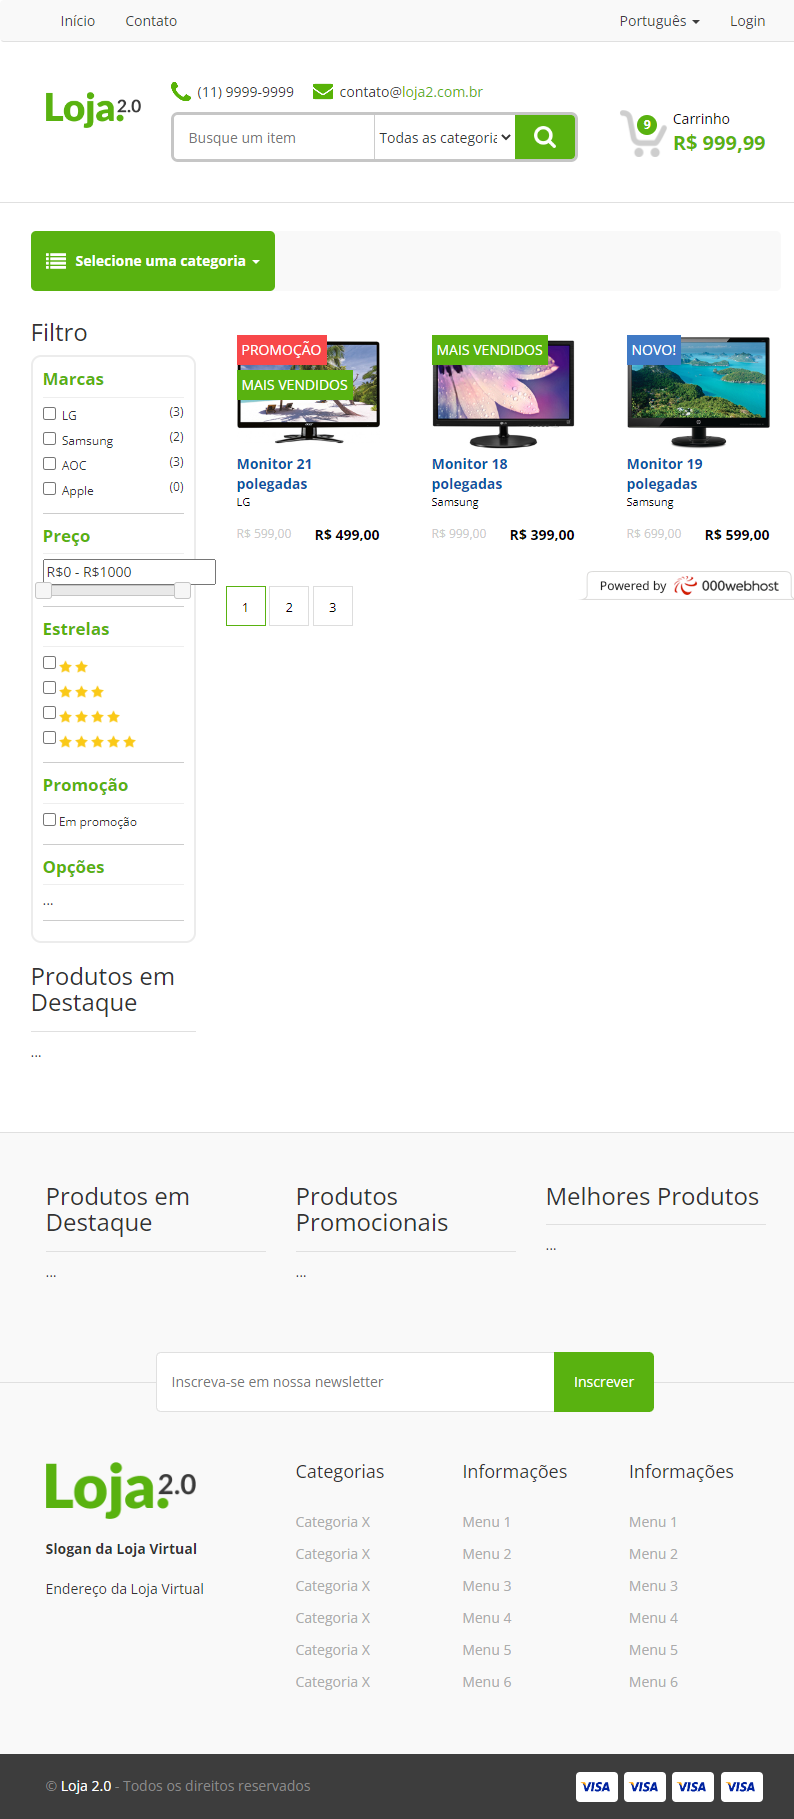 Início Contato Português Login
(11) 9999-9999 contato@loja2.com.br
Loja.2.0
Busque um item Todas as categoria
9 Carrinho
R$ 999,99
Selecione uma categoria
Filtro
Marcas
LG (3)
Samsung (2)
AOC (3)
Apple (0)
Preço
R$0 - R$1000
Estrelas
Promoção
Em promoção
Opções
...
Produtos em
Destaque
...
PROMOÇÃO
MAIS VENDIDOS
Monitor 21
polegadas
LG
R$ 599,00 R$ 499,00
MAIS VENDIDOS
Monitor 18
polegadas
Samsung
R$ 999,00 R$ 399,00
NOVO!
Monitor 19
polegadas
Samsung
R$ 699,00 R$ 599,00
1 2 3
Powered by 000webhost
Produtos em
Destaque
...
Produtos
Promocionais
...
Melhores Produtos
...
Inscreva-se em nossa newsletter Inscrever
Loja.2.0
Slogan da Loja Virtual
Endereço da Loja Virtual
Categorias
Categoria X
Categoria X
Categoria X
Categoria X
Categoria X
Categoria X
Informações
Menu 1
Menu 2
Menu 3
Menu 4
Menu 5
Menu 6
Informações
Menu 1
Menu 2
Menu 3
Menu 4
Menu 5
Menu 6
© Loja 2.0 - Todos os direitos reservados
VISA VISA VISA VISA